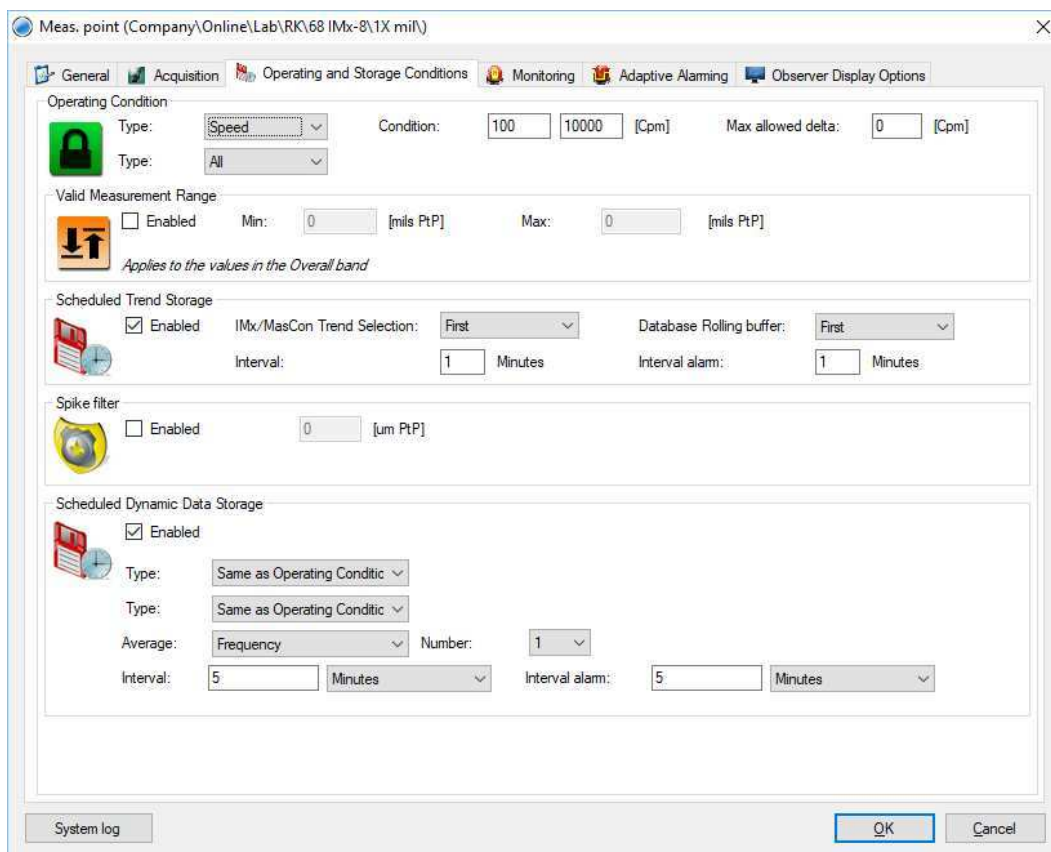 Meas. point (Company\Online\Lab\RK\68 IMx-8\1X mil\)
General Acquisition Operating and Storage Conditions Monitoring Adaptive Alarming Observer Display Options
Operating Condition
Type: Speed Condition: 100 10000 [Cpm] Max allowed delta: 0 [Cpm]
Type: All
Valid Measurement Range
Enabled Min: 0 [mils PtP] Max: 0 [mils PtP]
Applies to the values in the Overall band
Scheduled Trend Storage
Enabled IMx/MasCon Trend Selection: First Database Rolling buffer: First
Interval: 1 Minutes Interval alarm: 1 Minutes
Spike filter
Enabled 0 [um PtP]
Scheduled Dynamic Data Storage
Enabled
Type: Same as Operating Conditic
Type: Same as Operating Conditic
Average: Frequency Number: 1
Interval: 5 Minutes Interval alarm: 5 Minutes
System log OK Cancel